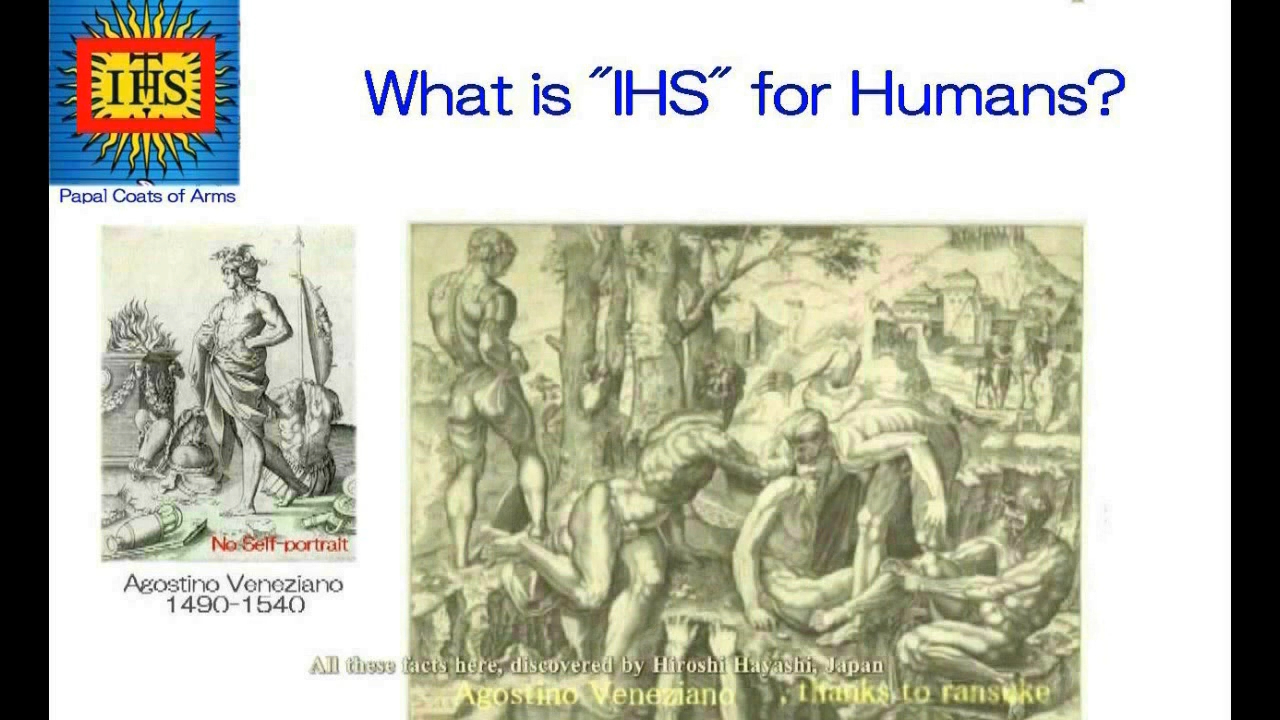 IHS
What is "IHS" for Humans?
Papal Coats of Arms
No Self-portrait
Agostino Veneziano
1490-1540
All these facts here, discovered by Hiroshi Hayashi, Japan
Agostino Veneziano , thanks to ransuke